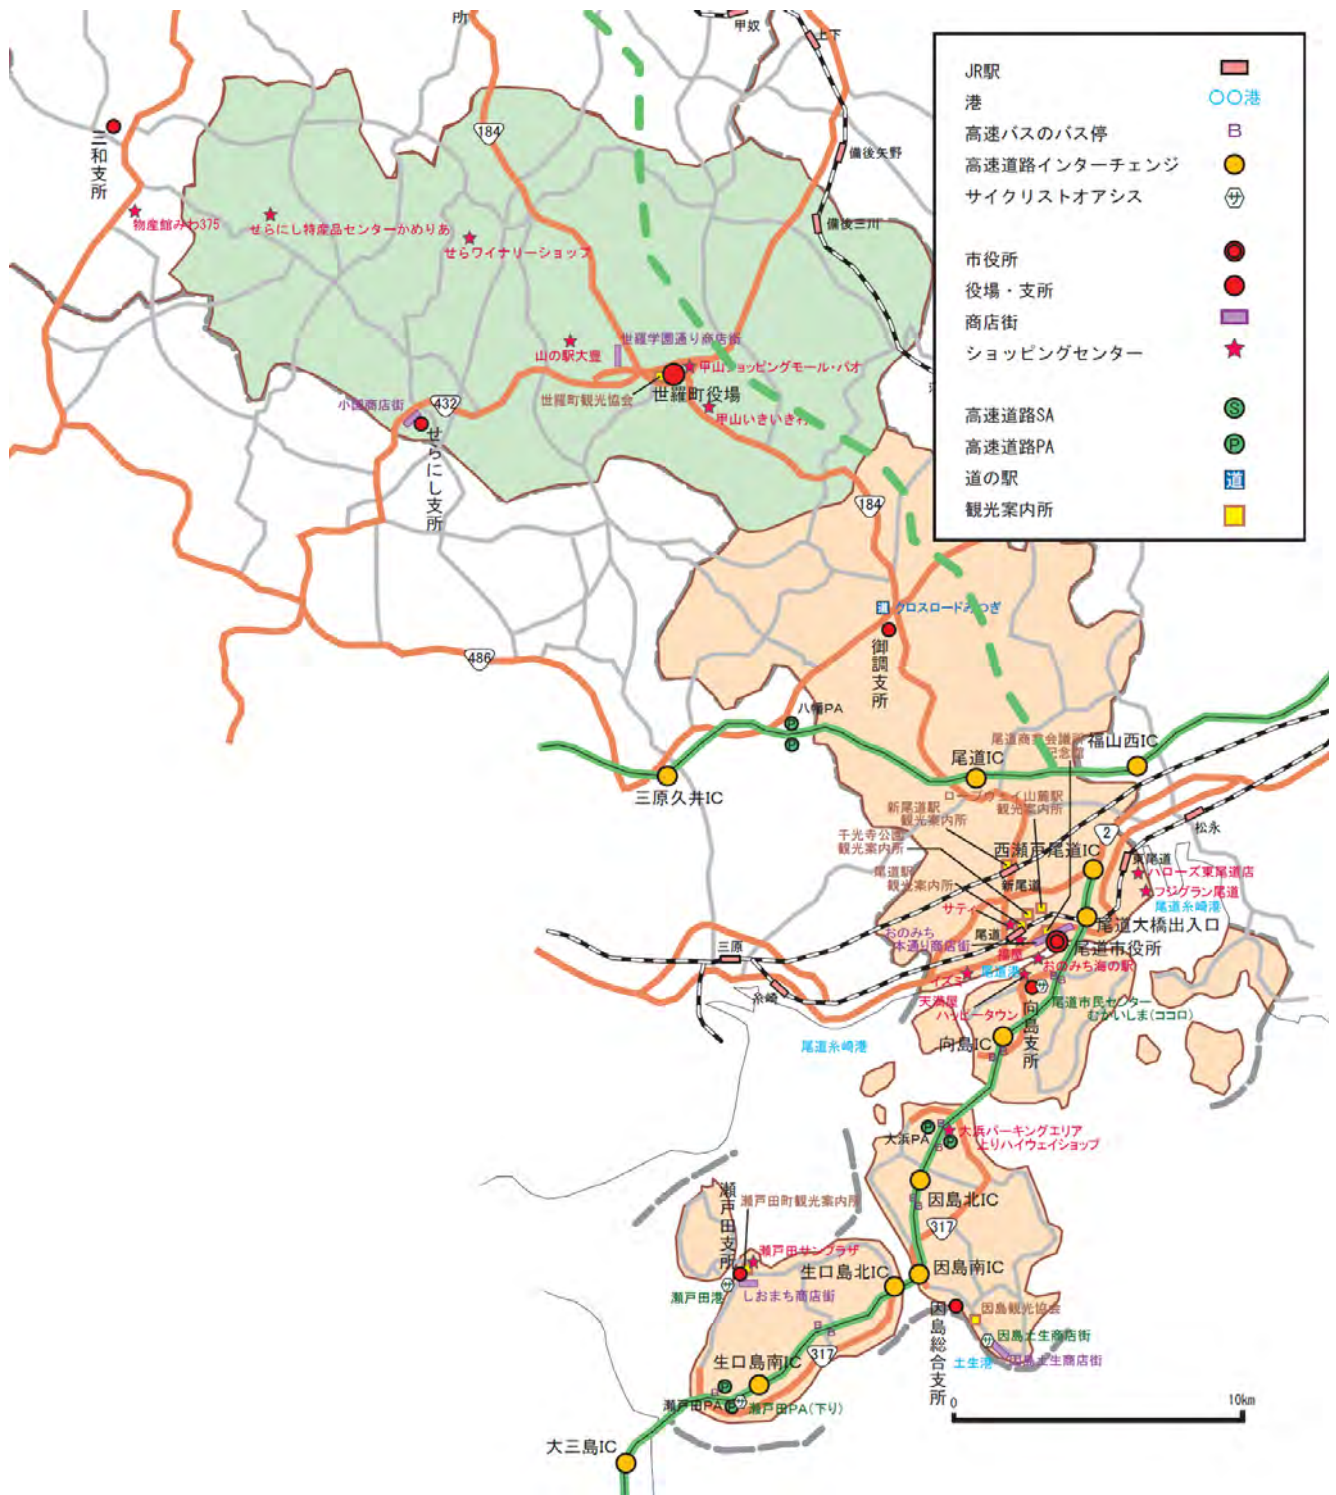 所
甲奴
上下
JR駅
港
〇〇港
高速バスのバス停
B
高速道路インターチェンジ
サイクリストオアシス
サ
市役所
役場・支所
商店街
ショッピングセンター
高速道路SA
S
高速道路PA
P
道の駅
道
観光案内所
184
三和支所
備後矢野
備後三川
物産館みわ375
せらにし特産品センターかめりあ
せらワイナリーショップ
世羅学園通り商店街
山の駅大豊
甲山ショッピングモール・パオ
世羅町役場
世羅町観光協会
小国商店街
432
甲山いきいき
せらにし支所
184
道
クロスロードみつぎ
御調支所
486
八幡PA
P
P
尾道商業会議所
記念館
福山西IC
尾道IC
三原久井IC
ロープウェイ山麓駅
観光案内所
新尾道駅
観光案内所
2
松永
千光寺公園
観光案内所
西瀬戸尾道IC
東尾道
ハローズ東尾道店
尾道駅
観光案内所
新尾道
フジグラン尾道
尾道糸崎港
サティ
尾道大橋出入口
おのみち
本通り商店街
尾道
尾道市役所
三原
福屋
おのみち海の駅
イズミ
尾道港
サ
糸崎
天満屋
ハッピータウン
尾道市民センター
むかいしま(ココロ)
向島支所
向島IC
尾道糸崎港
B
B
大浜PA
P
P
大浜パーキングエリア
上りハイウェイショップ
因島北IC
B
B
317
瀬戸田支所
瀬戸田町観光案内所
瀬戸田サンプラザ
生口島北IC
因島南IC
サ
瀬戸田港
しおまち商店街
因島総合支所
因島観光協会
サ
因島土生商店街
土生港
因島土生商店街
B
B
生口島南IC
317
P
瀬戸田PA
P
サ
瀬戸田PA(下り)
0
10km
大三島IC